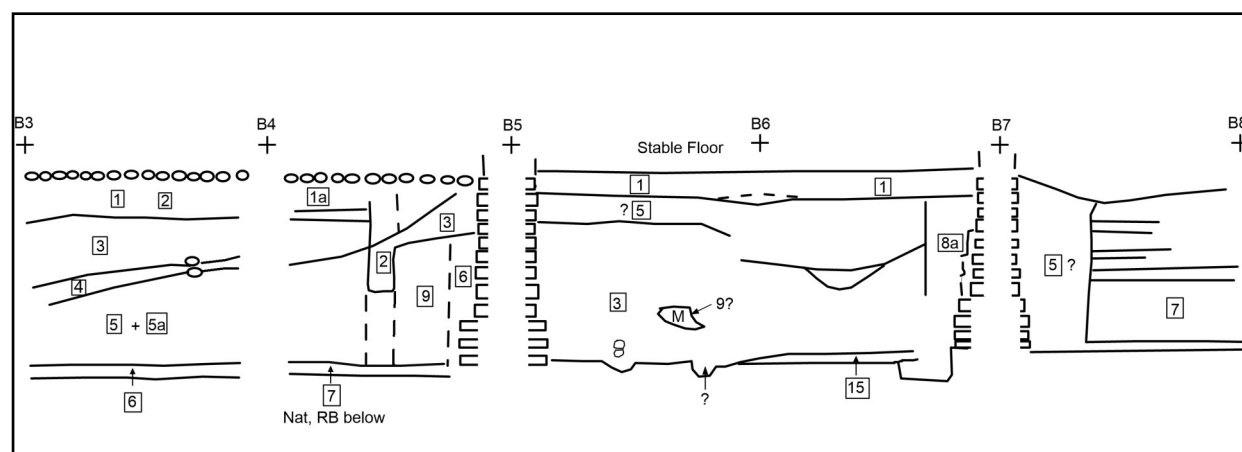 B3 B4 B5 B6 B7 B8
Stable Floor
1 2 1a 1 1
3 3 ? 5
4 2 6 8a
5 + 5a 9 3 M 9? 5 ? 7
6 7 ? 15
Nat, RB below